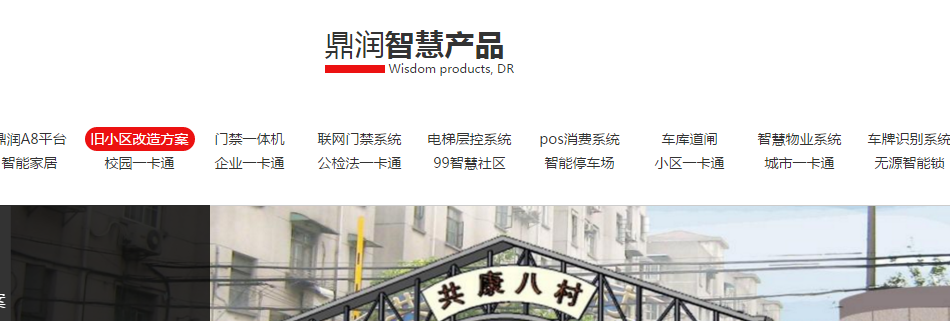 鼎润智慧产品
Wisdom products, DR
鼎润A8平台 旧小区改造方案 门禁一体机 联网门禁系统 电梯层控系统 pos消费系统 车库道闸 智慧物业系统 车牌识别系统
智能家居 校园一卡通 企业一卡通 公检法一卡通 99智慧社区 智能停车场 小区一卡通 城市一卡通 无源智能锁
共康八村
案